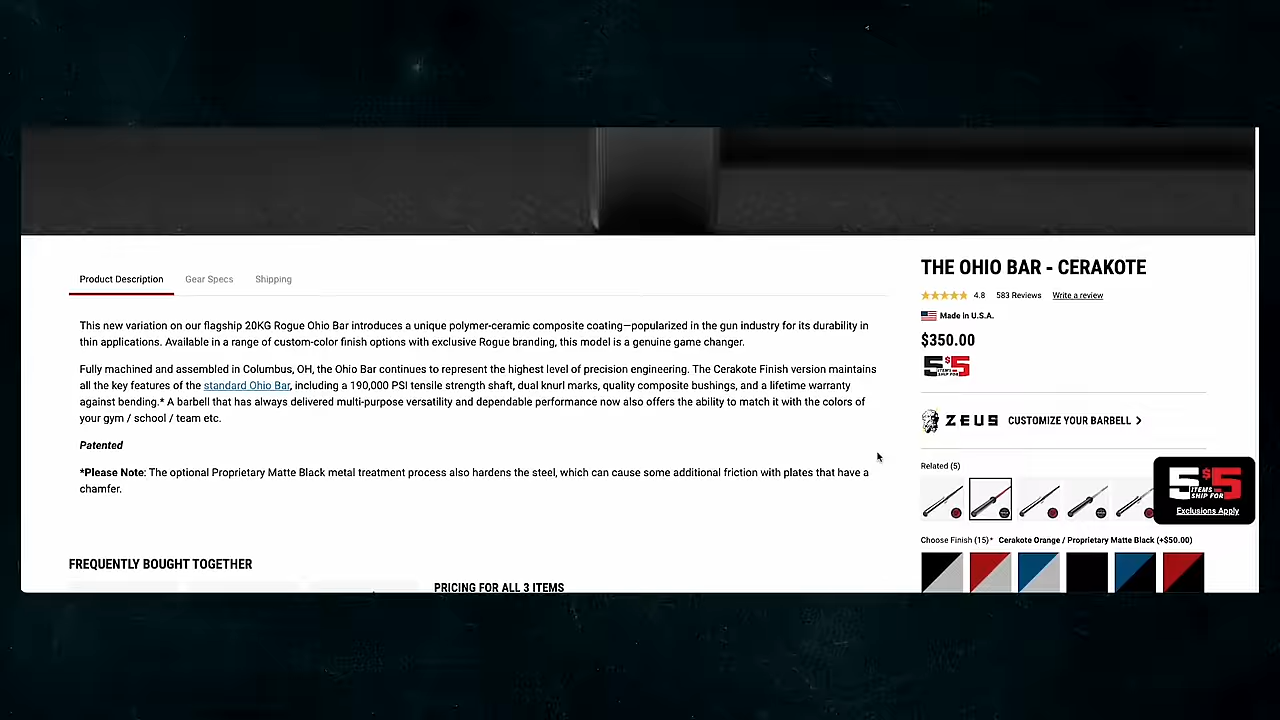 Product Description
Gear Specs
Shipping
This new variation on our flagship 20KG Rogue Ohio Bar introduces a unique polymer-ceramic composite coating—popularized in the gun industry for its durability in
thin applications. Available in a range of custom-color finish options with exclusive Rogue branding, this model is a genuine game changer.
Fully machined and assembled in Columbus, OH, the Ohio Bar continues to represent the highest level of precision engineering. The Cerakote Finish version maintains
all the key features of the standard Ohio Bar, including a 190,000 PSI tensile strength shaft, dual knurl marks, quality composite bushings, and a lifetime warranty
against bending.* A barbell that has always delivered multi-purpose versatility and dependable performance now also offers the ability to match it with the colors of
your gym / school / team etc.
Patented
*Please Note: The optional Proprietary Matte Black metal treatment process also hardens the steel, which can cause some additional friction with plates that have a
chamfer.
FREQUENTLY BOUGHT TOGETHER
PRICING FOR ALL 3 ITEMS
THE OHIO BAR - CERAKOTE
4.8 583 Reviews Write a review
Made in U.S.A.
$350.00
5 ITEMS SHIP FOR $5
ZEUS CUSTOMIZE YOUR BARBELL >
Related (5)
5 ITEMS SHIP FOR $5
Exclusions Apply
Choose Finish (15)* Cerakote Orange / Proprietary Matte Black (+$50.00)